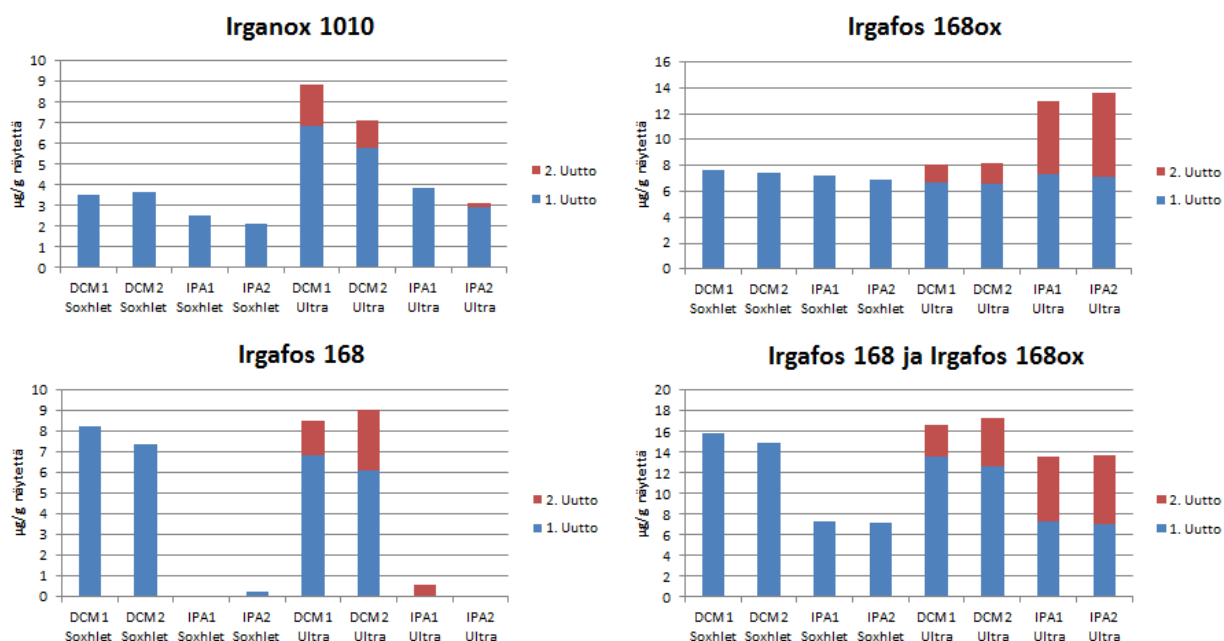 Irganox 1010
µg/g näytettä
10
9
8
7
6
5
4
3
2
1
0
DCM1 DCM2 IPA1 IPA2 DCM1 DCM2 IPA1 IPA2
Soxhlet Soxhlet Soxhlet Soxhlet Ultra Ultra Ultra Ultra
2. Uutto
1. Uutto
Irgafos 168ox
µg/g näytettä
16
14
12
10
8
6
4
2
0
DCM1 DCM2 IPA1 IPA2 DCM1 DCM2 IPA1 IPA2
Soxhlet Soxhlet Soxhlet Soxhlet Ultra Ultra Ultra Ultra
2. Uutto
1. Uutto
Irgafos 168
µg/g näytettä
10
9
8
7
6
5
4
3
2
1
0
DCM1 DCM2 IPA1 IPA2 DCM1 DCM2 IPA1 IPA2
Soxhlet Soxhlet Soxhlet Soxhlet Ultra Ultra Ultra Ultra
2. Uutto
1. Uutto
Irgafos 168 ja Irgafos 168ox
µg/g näytettä
20
18
16
14
12
10
8
6
4
2
0
DCM1 DCM2 IPA1 IPA2 DCM1 DCM2 IPA1 IPA2
Soxhlet Soxhlet Soxhlet Soxhlet Ultra Ultra Ultra Ultra
2. Uutto
1. Uutto